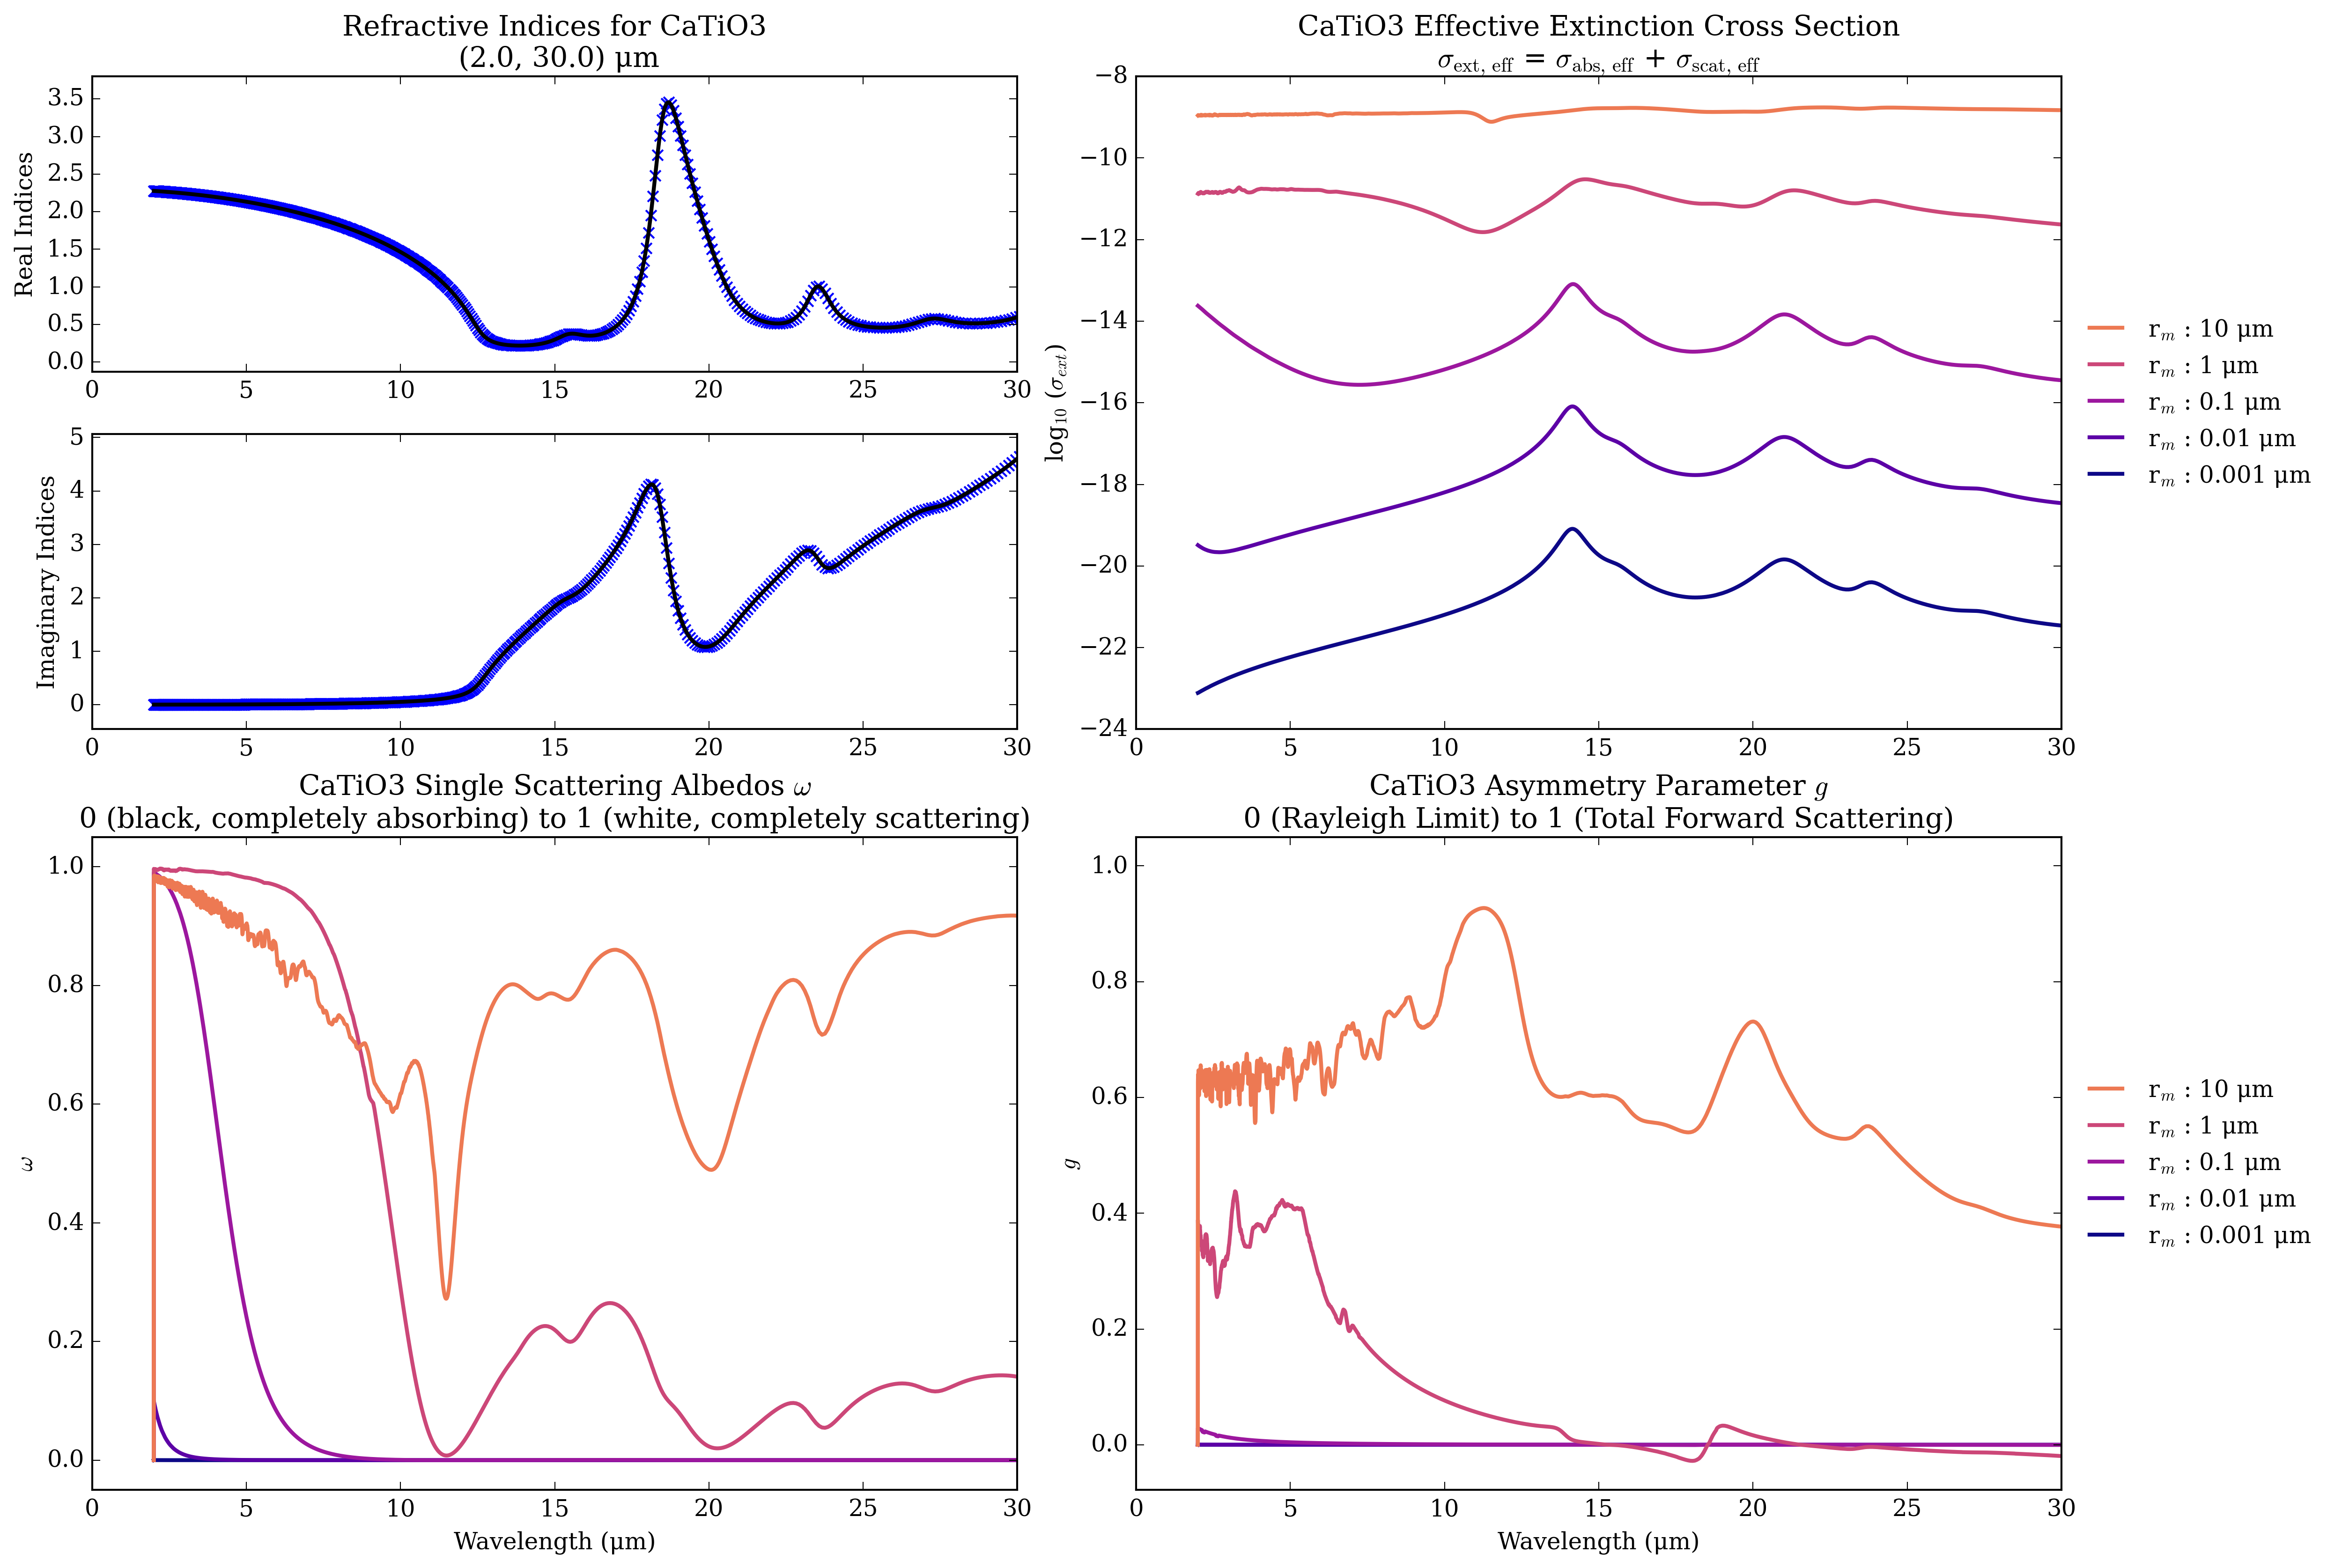 Refractive Indices for CaTiO3
(2.0, 30.0) μm
Real Indices
3.5
3.0
2.5
2.0
1.5
1.0
0.5
0.0
0 5 10 15 20 25 30
Imaginary Indices
5
4
3
2
1
0
0 5 10 15 20 25 30
CaTiO3 Effective Extinction Cross Section
σext, eff = σabs, eff + σscat, eff
log10 (σext)
−8
−10
−12
−14
−16
−18
−20
−22
−24
0 5 10 15 20 25 30
rm : 10 μm
rm : 1 μm
rm : 0.1 μm
rm : 0.01 μm
rm : 0.001 μm
CaTiO3 Single Scattering Albedos ω
0 (black, completely absorbing) to 1 (white, completely scattering)
ω
1.0
0.8
0.6
0.4
0.2
0.0
0 5 10 15 20 25 30
Wavelength (μm)
CaTiO3 Asymmetry Parameter g
0 (Rayleigh Limit) to 1 (Total Forward Scattering)
g
1.0
0.8
0.6
0.4
0.2
0.0
0 5 10 15 20 25 30
Wavelength (μm)
rm : 10 μm
rm : 1 μm
rm : 0.1 μm
rm : 0.01 μm
rm : 0.001 μm